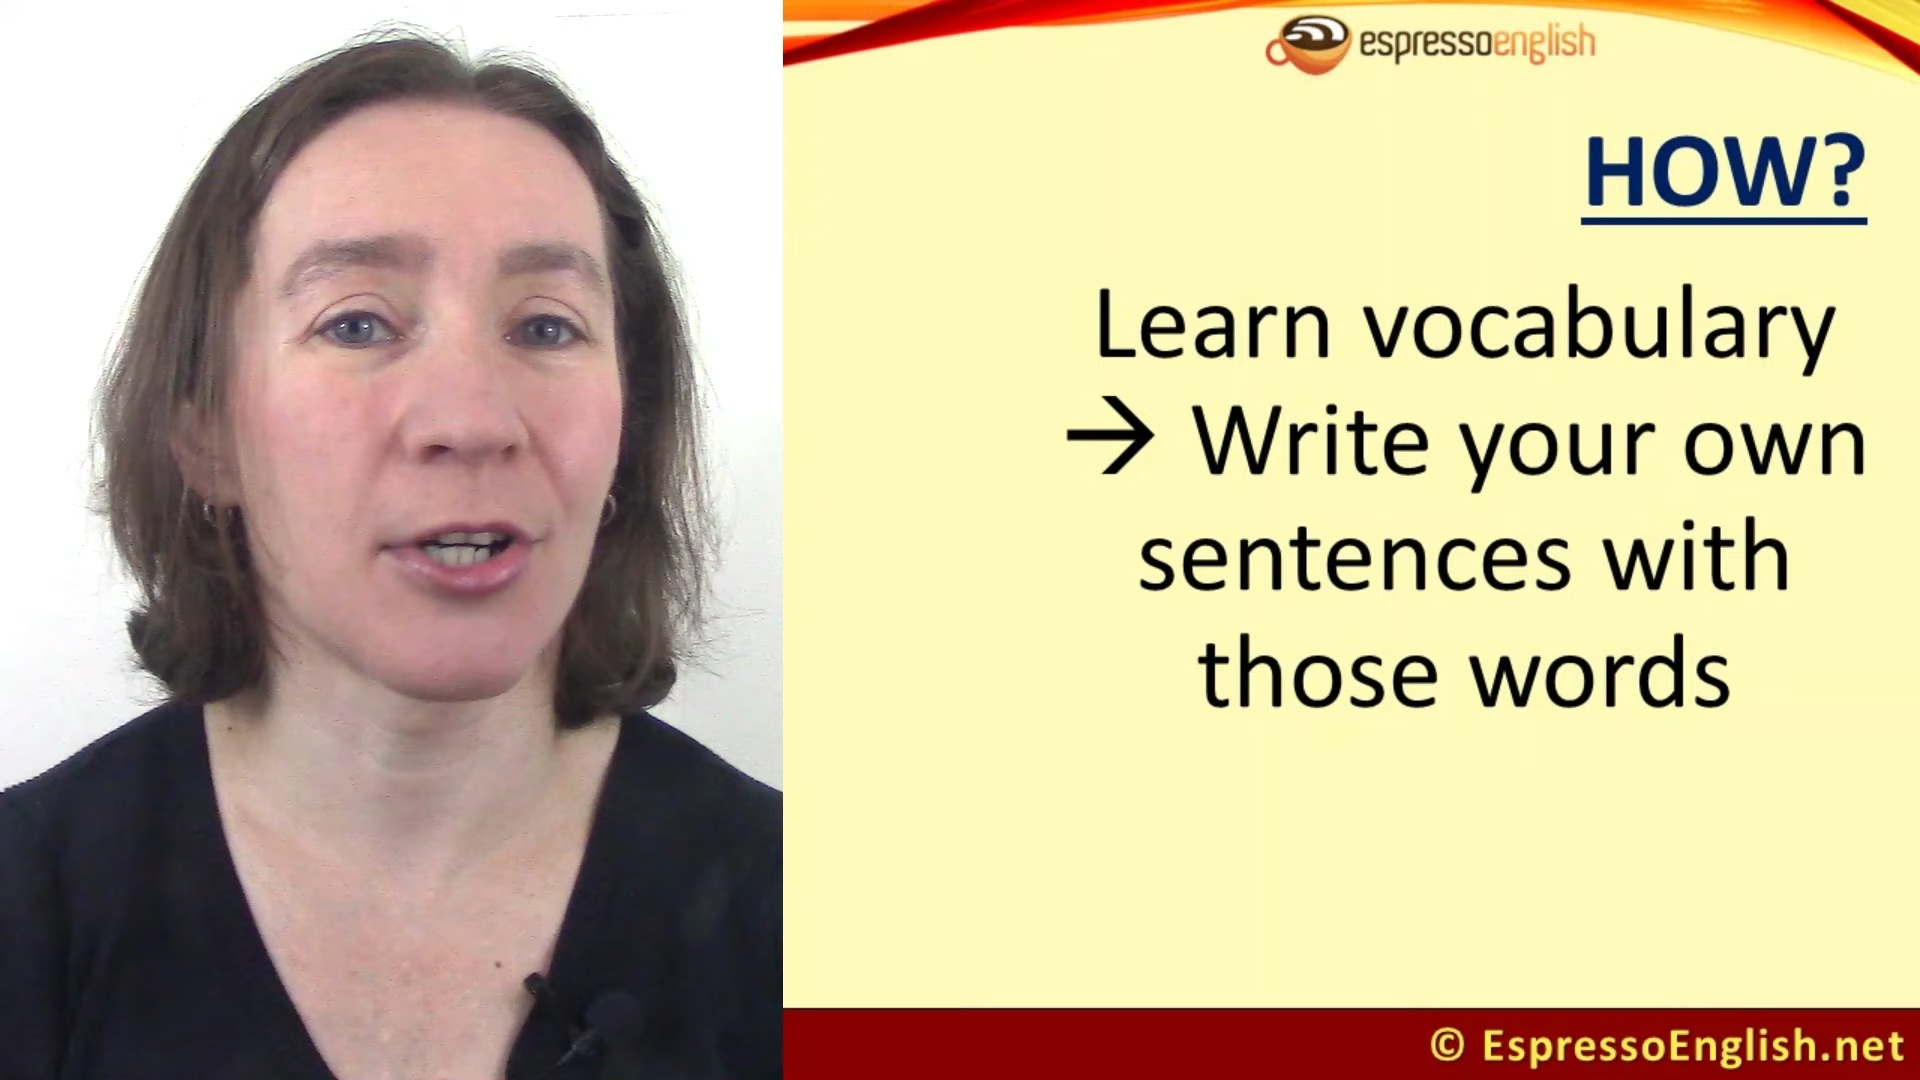 espressoenglish
HOW?
Learn vocabulary
→ Write your own
sentences with
those words
© EspressoEnglish.net